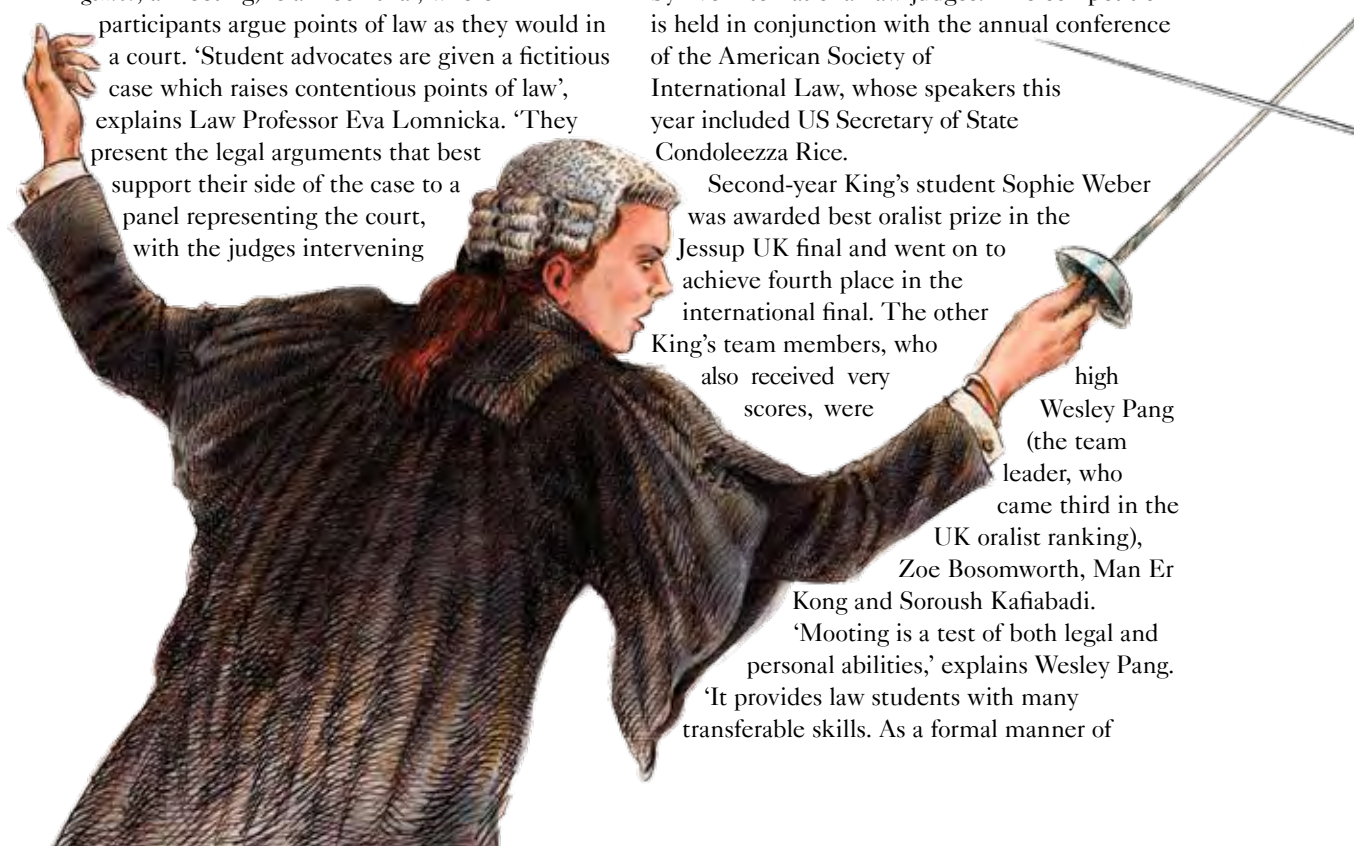 participants argue points of law as they would in
a court. ‘Student advocates are given a fictitious
case which raises contentious points of law’,
explains Law Professor Eva Lomnicka. ‘They
present the legal arguments that best
support their side of the case to a
panel representing the court,
with the judges intervening
is held in conjunction with the annual conference
of the American Society of
International Law, whose speakers this
year included US Secretary of State
Condoleezza Rice.
Second-year King’s student Sophie Weber
was awarded best oralist prize in the
Jessup UK final and went on to
achieve fourth place in the
international final. The other
King’s team members, who
also received very high
scores, were Wesley Pang
(the team
leader, who
came third in the
UK oralist ranking),
Zoe Bosomworth, Man Er
Kong and Soroush Kafiabadi.
‘Mooting is a test of both legal and
personal abilities,’ explains Wesley Pang.
‘It provides law students with many
transferable skills. As a formal manner of